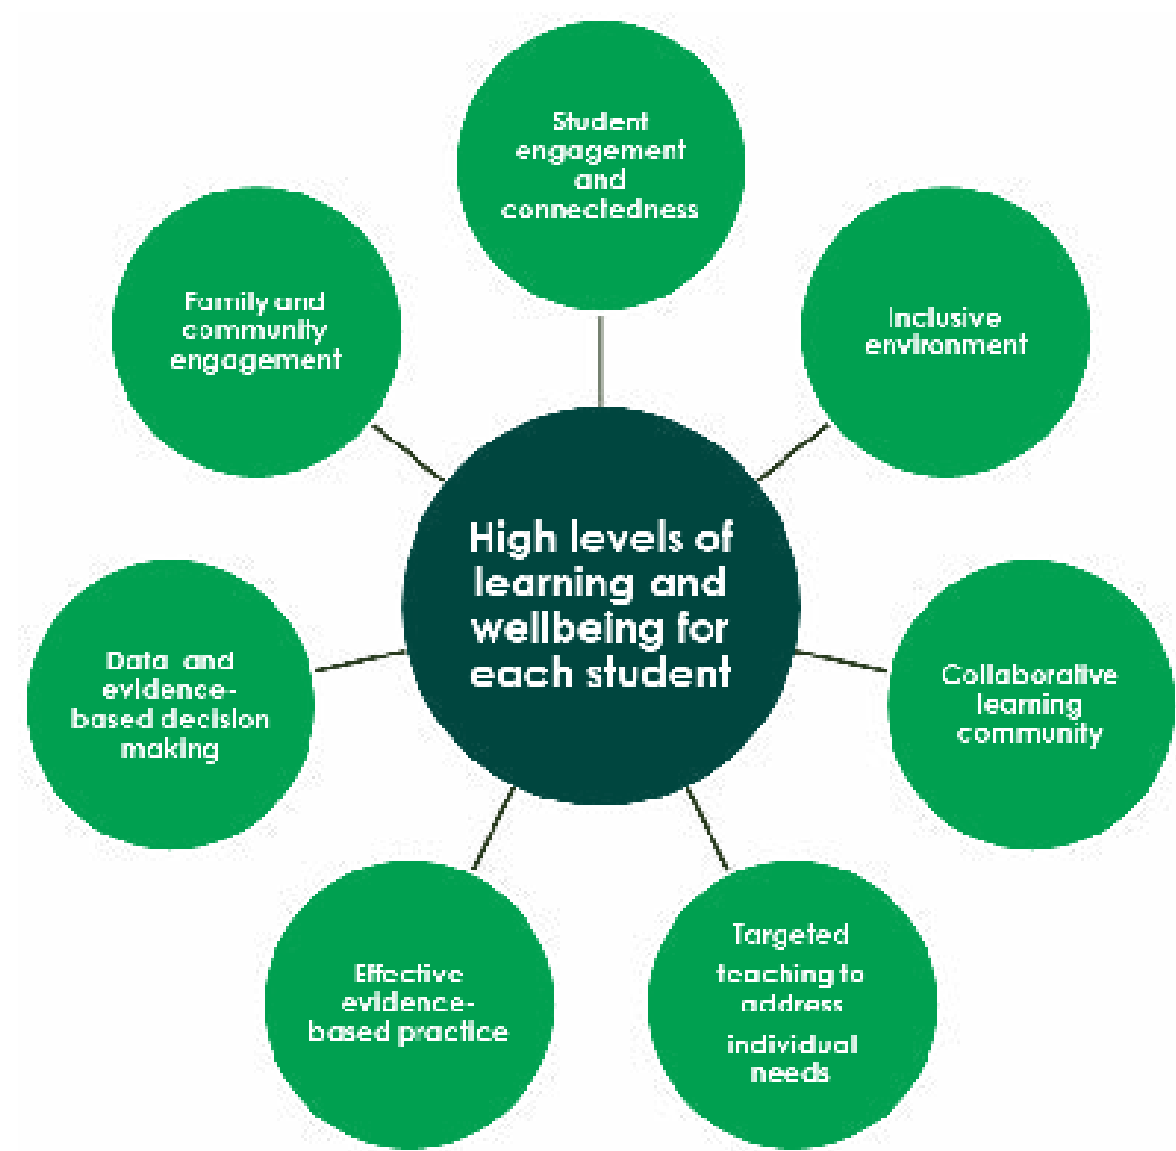 Student
engagement
and
connectedness
Inclusive
environment
Collaborative
learning
community
Targeted
teaching to
address
individual
needs
Effective
evidence-
based practice
Data and
evidence-
based decision
making
Family and
community
engagement
High levels of
learning and
wellbeing for
each student